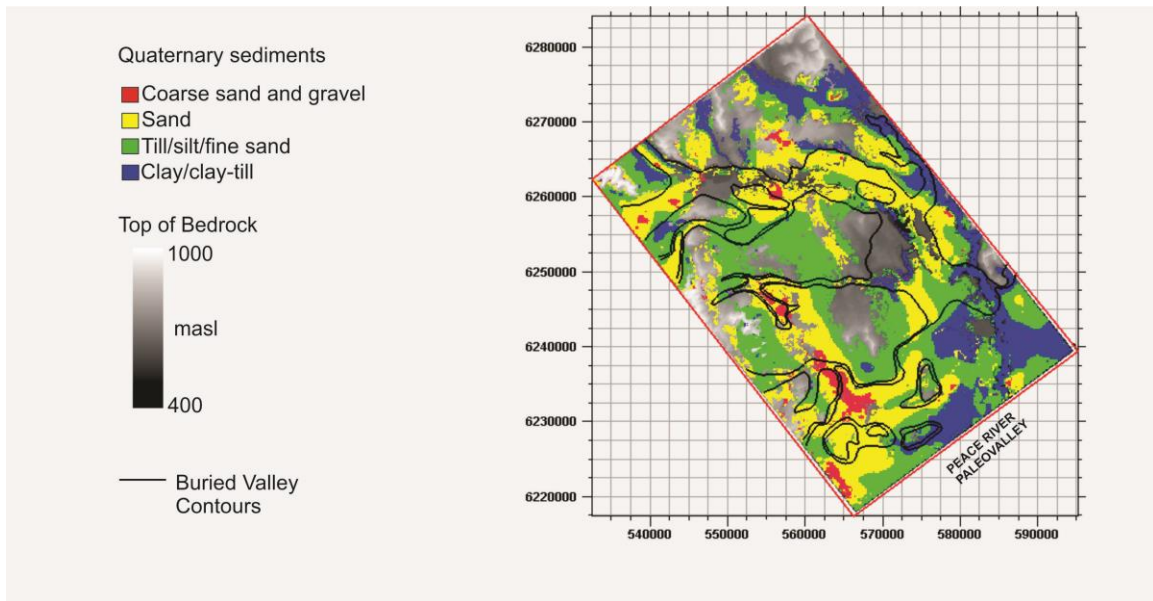 Quaternary sediments
Coarse sand and gravel
Sand
Till/silt/fine sand
Clay/clay-till
Top of Bedrock
1000
masl
400
Buried Valley
Contours
6280000
6270000
6260000
6250000
6240000
6230000
6220000
540000 550000 560000 570000 580000 590000
PEACE RIVER
PALEOVALLEY